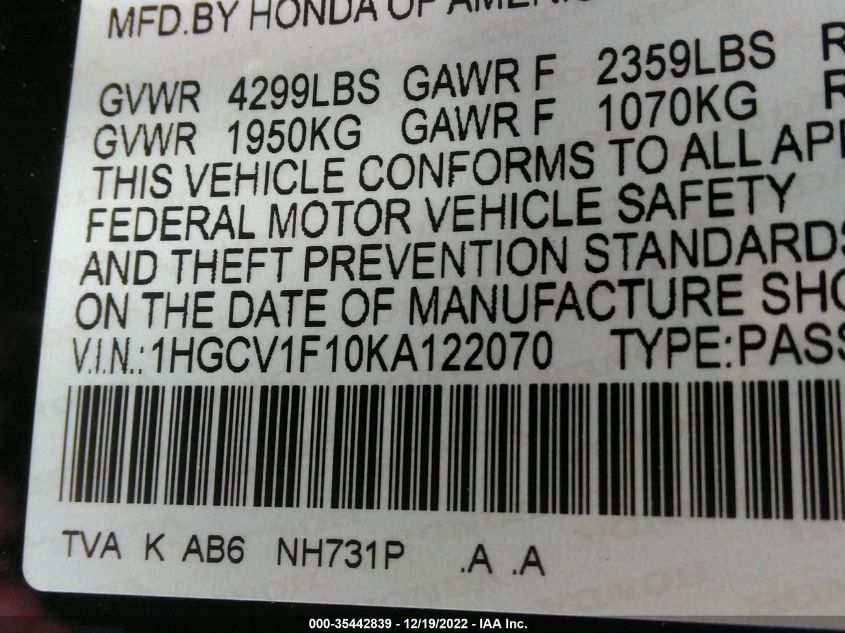 MFD.BY HONDA OF AMERIC
GVWR 4299LBS GAWR F 2359LBS R
GVWR 1950KG GAWR F 1070KG R
THIS VEHICLE CONFORMS TO ALL APP
FEDERAL MOTOR VEHICLE SAFETY
AND THEFT PREVENTION STANDARDS
ON THE DATE OF MANUFACTURE SHO
V.I.N.:1HGCV1F10KA122070 TYPE:PASS
TVA K AB6 NH731P .A .A
000-35442839 - 12/19/2022 - IAA Inc.